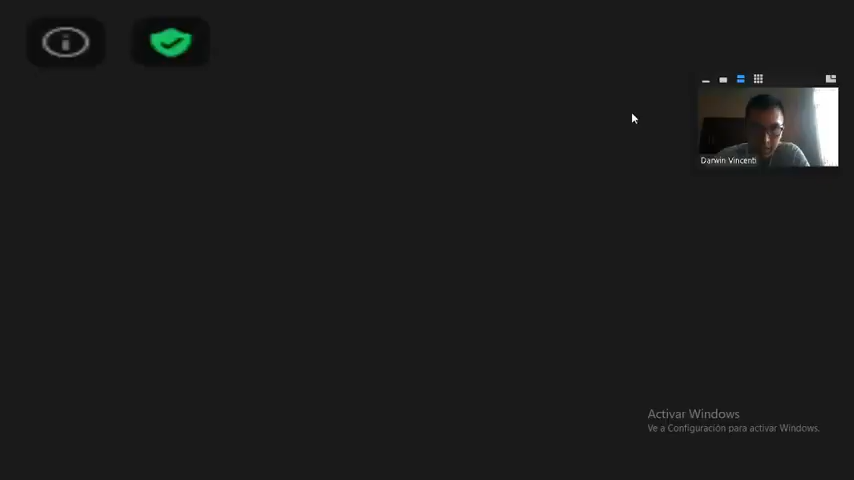 Darwin Vincenti
Activar Windows
Ve a Configuración para activar Windows.